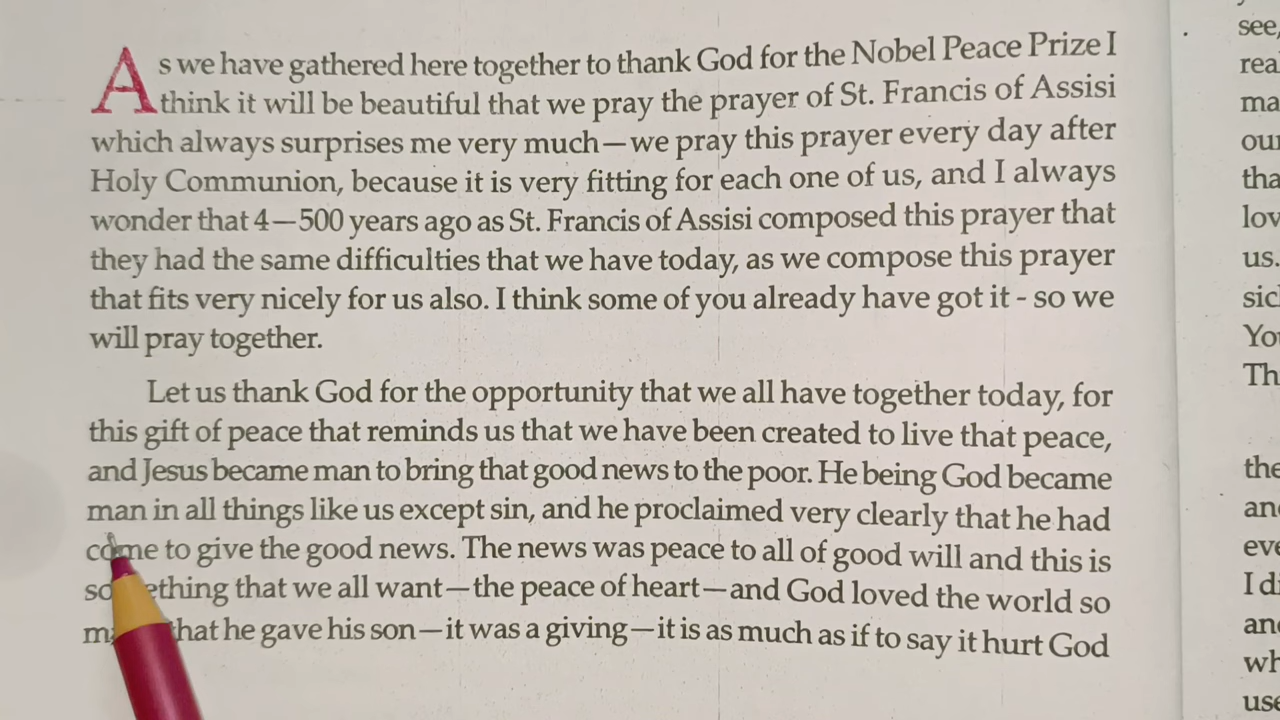 As we have gathered here together to thank God for the Nobel Peace Prize I
think it will be beautiful that we pray the prayer of St. Francis of Assisi
which always surprises me very much—we pray this prayer every day after
Holy Communion, because it is very fitting for each one of us, and I always
wonder that 4—500 years ago as St. Francis of Assisi composed this prayer that
they had the same difficulties that we have today, as we compose this prayer
that fits very nicely for us also. I think some of you already have got it - so we
will pray together.
Let us thank God for the opportunity that we all have together today, for
this gift of peace that reminds us that we have been created to live that peace,
and Jesus became man to bring that good news to the poor. He being God became
man in all things like us except sin, and he proclaimed very clearly that he had
come to give the good news. The news was peace to all of good will and this is
something that we all want—the peace of heart—and God loved the world so
that he gave his son—it was a giving—it is as much as if to say it hurt God
see,
us.